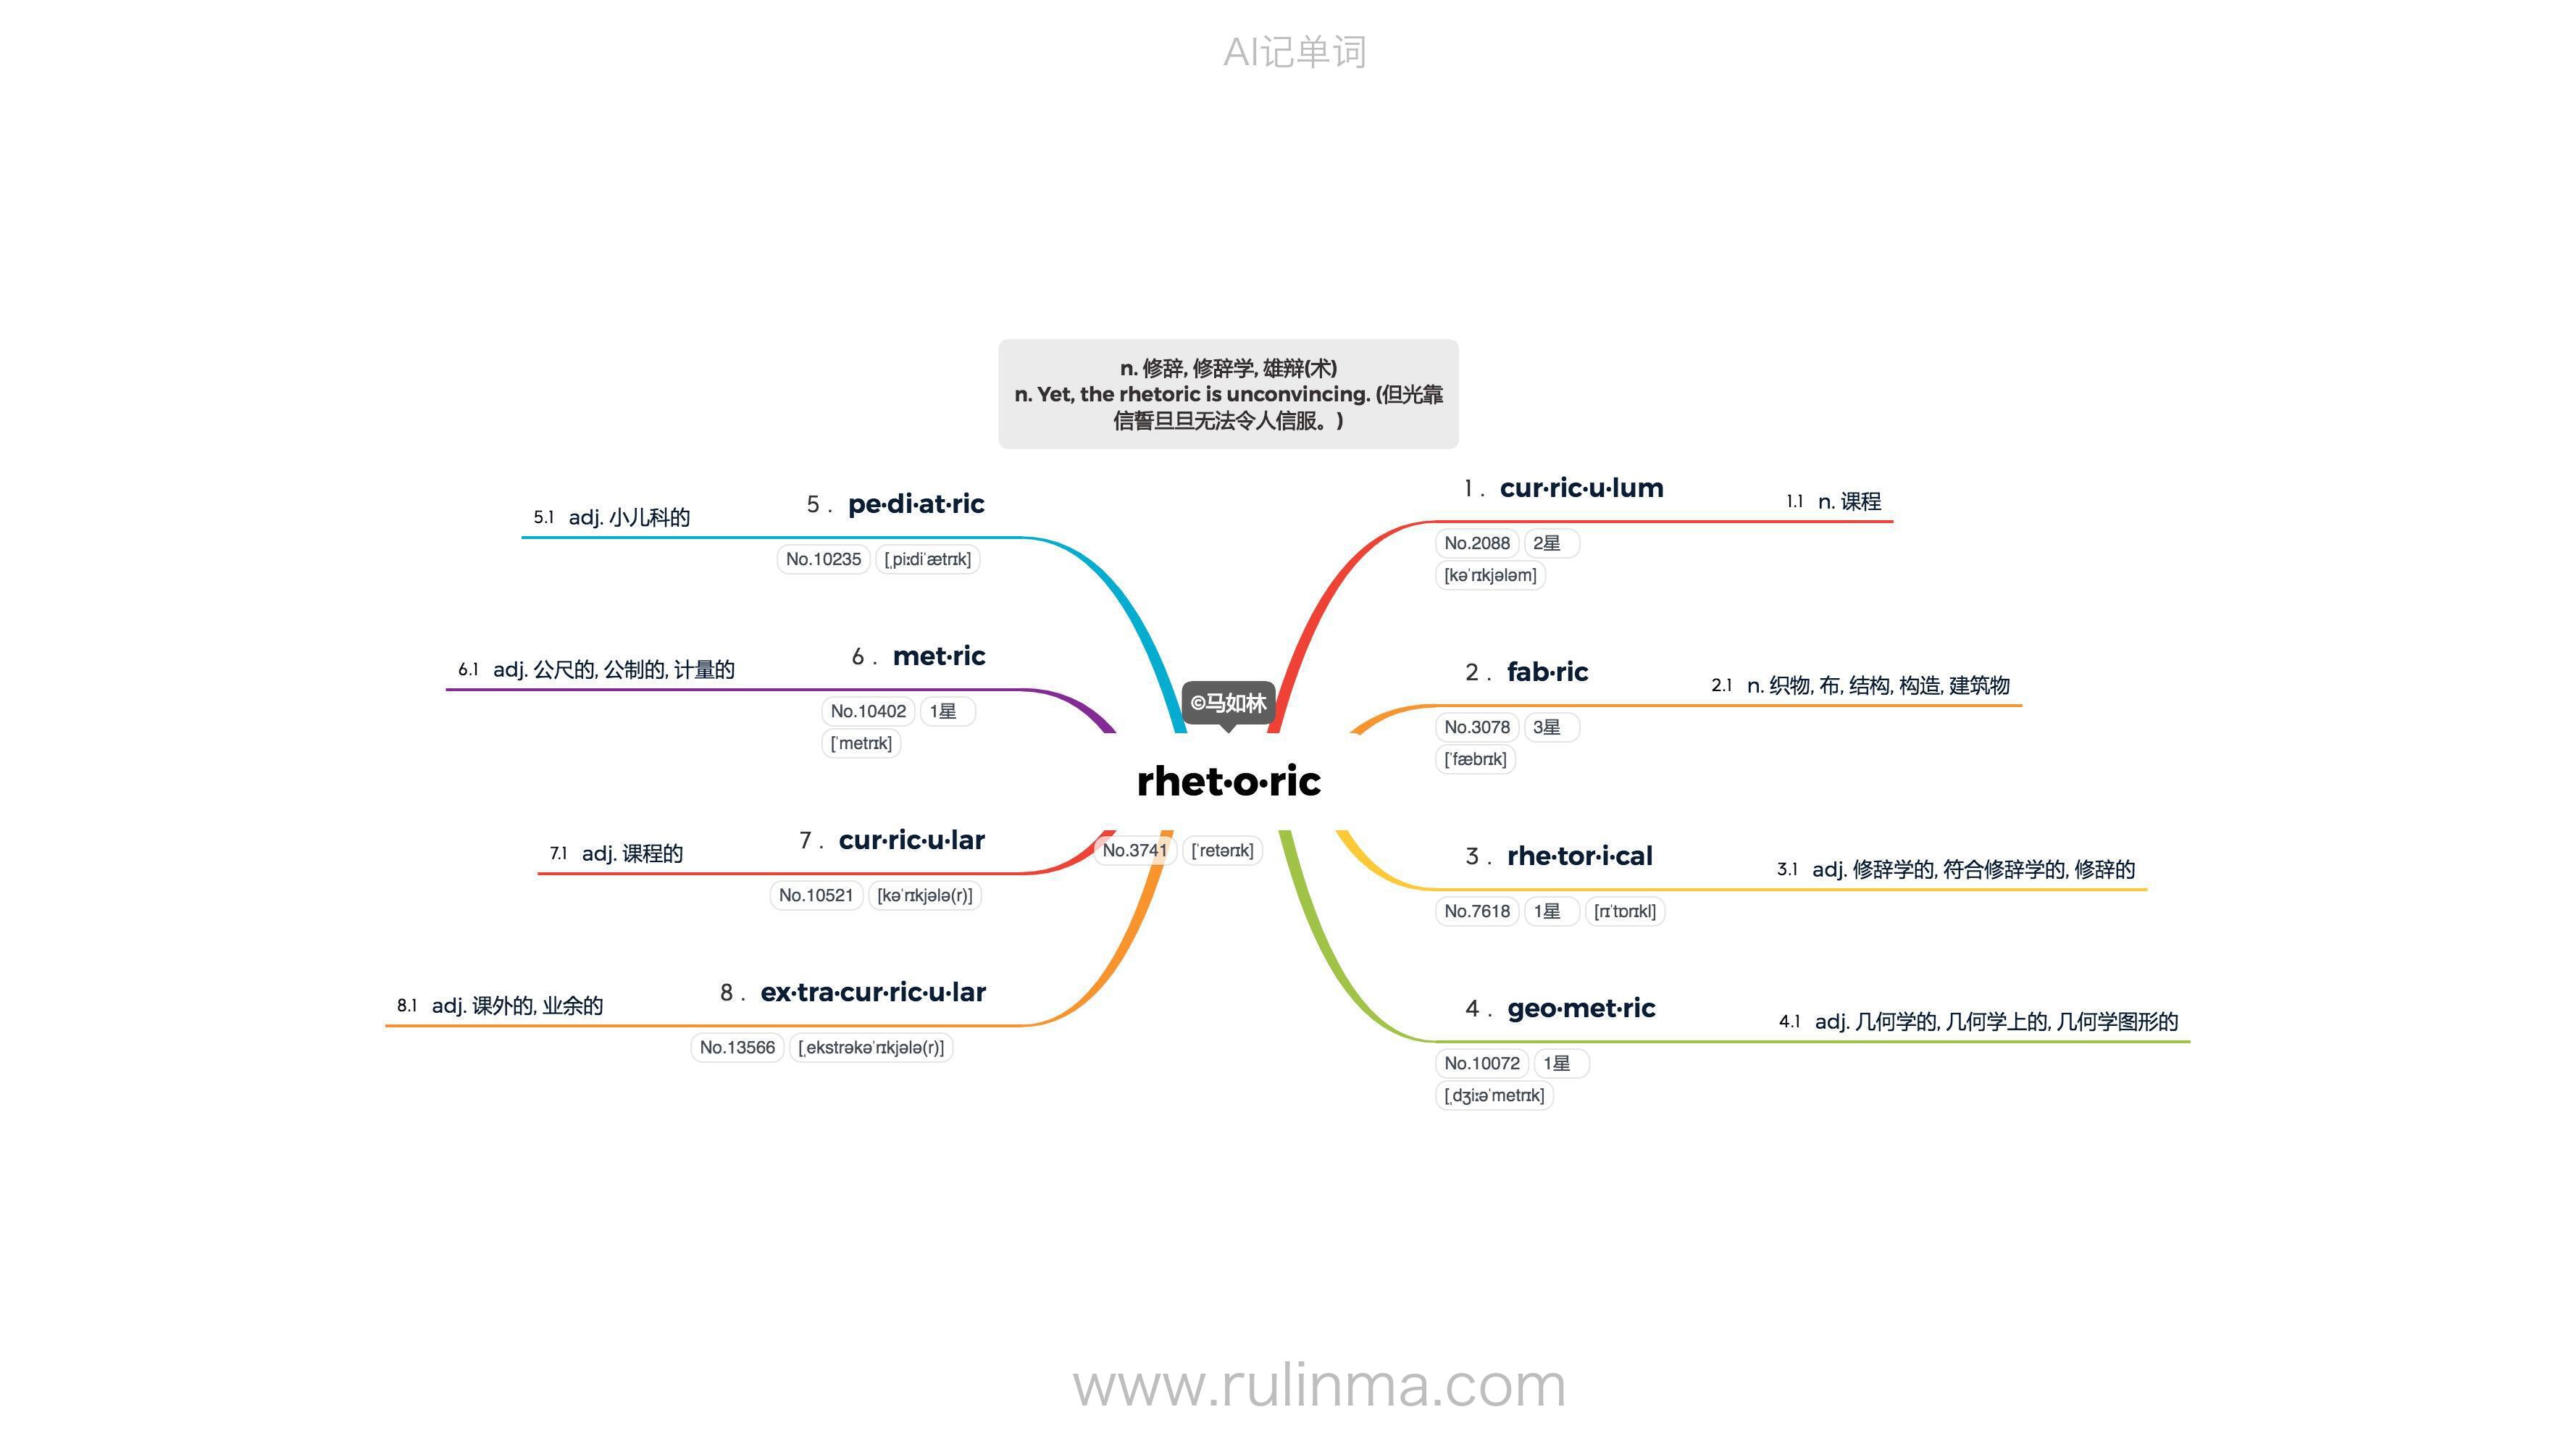 AI记单词
n. 修辞, 修辞学, 雄辩(术)
n. Yet, the rhetoric is unconvincing. (但光靠
信誓旦旦无法令人信服。)
©马如林
rhet·o·ric
No.3741 [ˈretərɪk]
1 . cur·ric·u·lum
1.1 n. 课程
No.2088 2星
[kəˈrɪkjələm]
2 . fab·ric
2.1 n. 织物, 布, 结构, 构造, 建筑物
No.3078 3星
[ˈfæbrɪk]
3 . rhe·tor·i·cal
3.1 adj. 修辞学的, 符合修辞学的, 修辞的
No.7618 1星 [rɪˈtɒrɪkl]
4 . geo·met·ric
4.1 adj. 几何学的, 几何学上的, 几何学图形的
No.10072 1星
[ˌdʒiːəˈmetrɪk]
5 . pe·di·at·ric
5.1 adj. 小儿科的
No.10235 [ˌpiːdiˈætrɪk]
6 . met·ric
6.1 adj. 公尺的, 公制的, 计量的
No.10402 1星
[ˈmetrɪk]
7 . cur·ric·u·lar
7.1 adj. 课程的
No.10521 [kəˈrɪkjələ(r)]
8 . ex·tra·cur·ric·u·lar
8.1 adj. 课外的, 业余的
No.13566 [ˌekstrəkəˈrɪkjələ(r)]
www.rulinma.com